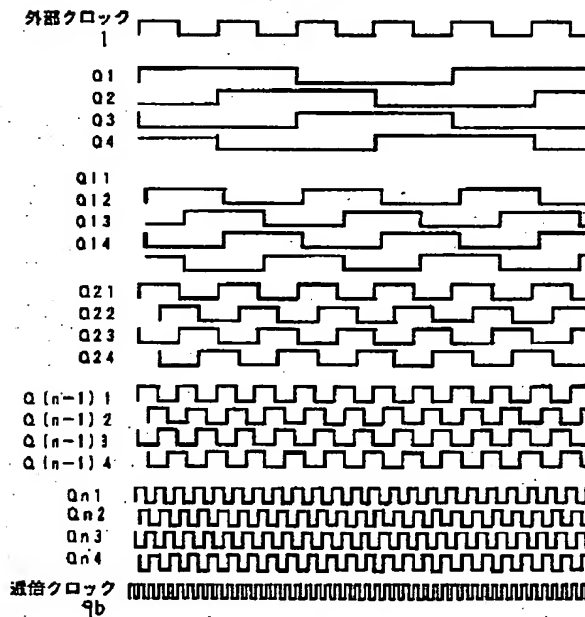 外部クロック
1
Q1
Q2
Q3
Q4
Q11
Q12
Q13
Q14
Q21
Q22
Q23
Q24
Q(n-1)1
Q(n-1)2
Q(n-1)3
Q(n-1)4
Qn1
Qn2
Qn3
Qn4
逓倍クロック
9b